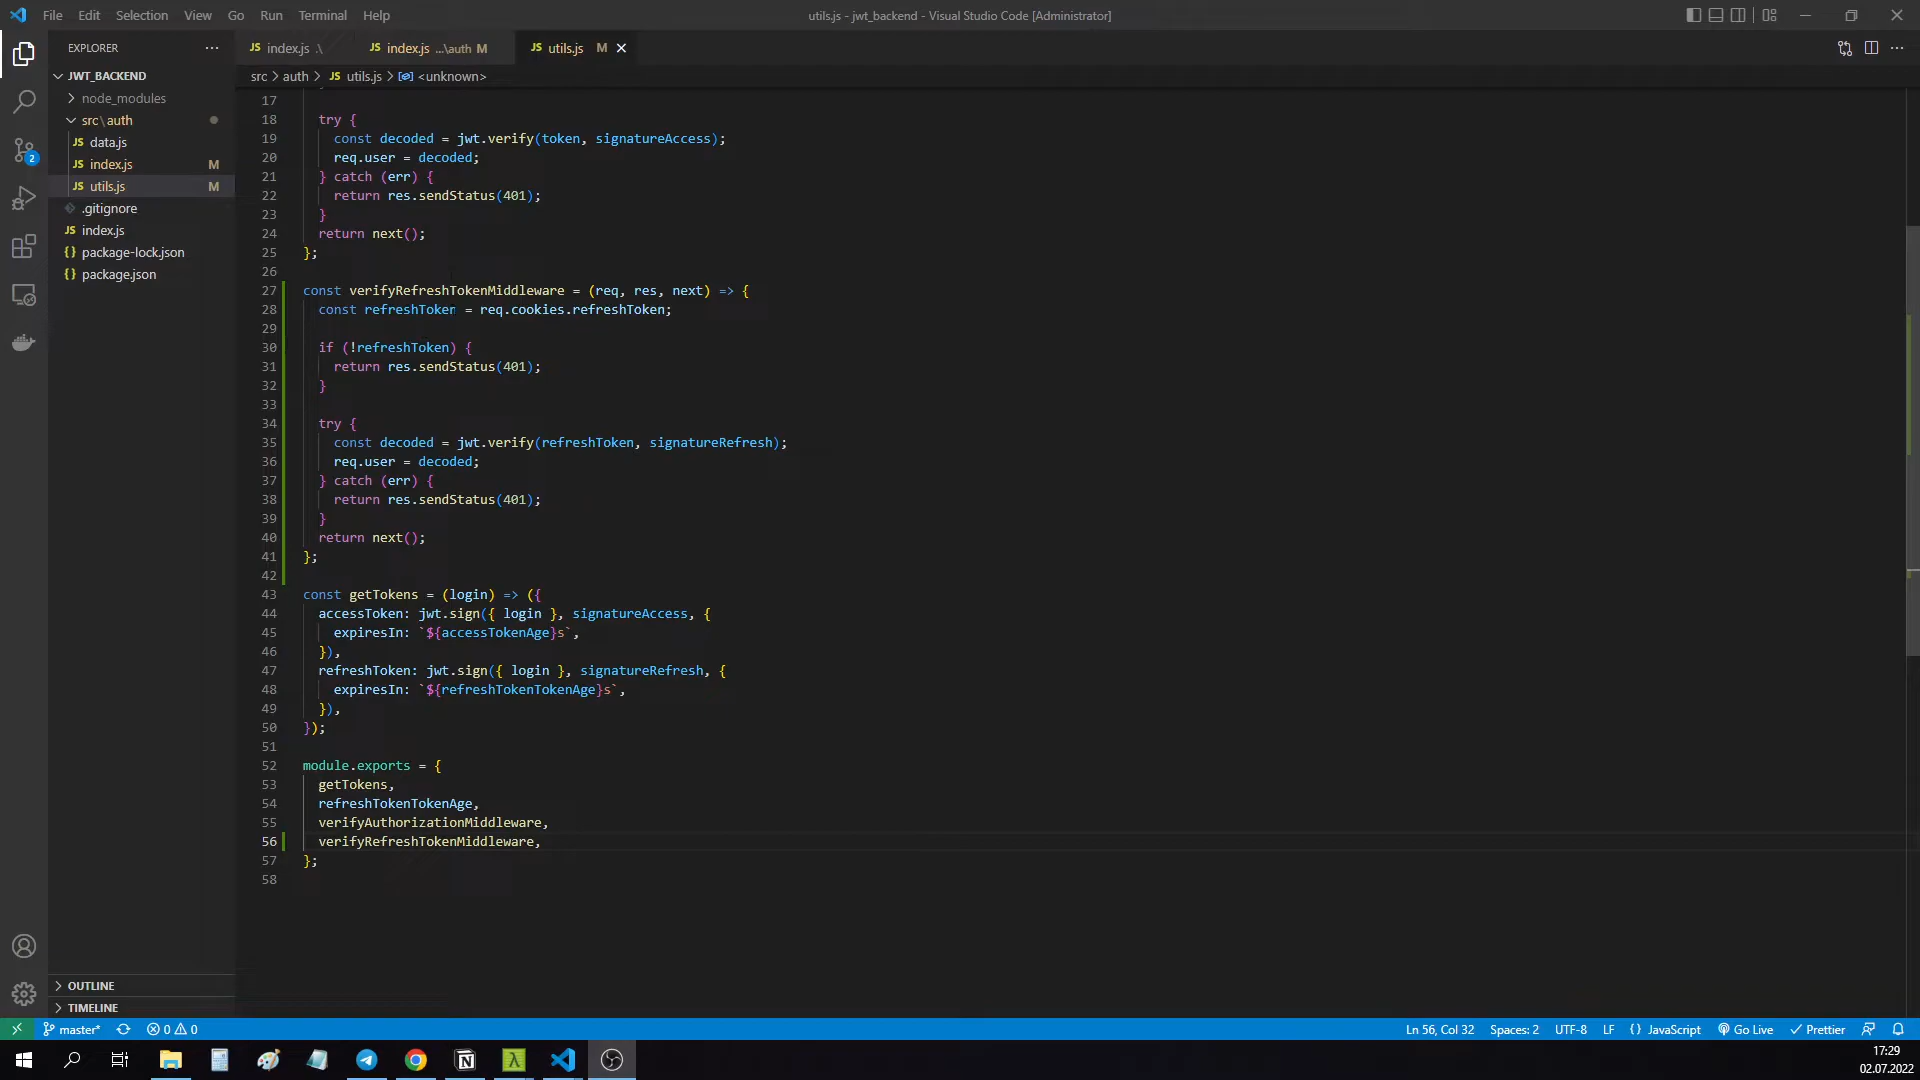 File Edit Selection View Go Run Terminal Help
utils.js - jwt_backend - Visual Studio Code [Administrator]
EXPLORER
JWT_BACKEND
node_modules
src\auth
JS data.js
JS index.js M
JS utils.js M
.gitignore
JS index.js
{} package-lock.json
{} package.json
OUTLINE
TIMELINE
JS index.js .\
JS index.js ...\auth M
JS utils.js M
src > auth > JS utils.js > <unknown>
17
18 try {
19 const decoded = jwt.verify(token, signatureAccess);
20 req.user = decoded;
21 } catch (err) {
22 return res.sendStatus(401);
23 }
24 return next();
25 };
26
27 const verifyRefreshTokenMiddleware = (req, res, next) => {
28 const refreshToken = req.cookies.refreshToken;
29
30 if (!refreshToken) {
31 return res.sendStatus(401);
32 }
33
34 try {
35 const decoded = jwt.verify(refreshToken, signatureRefresh);
36 req.user = decoded;
37 } catch (err) {
38 return res.sendStatus(401);
39 }
40 return next();
41 };
42
43 const getTokens = (login) => ({
44 accessToken: jwt.sign({ login }, signatureAccess, {
45 expiresIn: `${accessTokenAge}s`,
46 }),
47 refreshToken: jwt.sign({ login }, signatureRefresh, {
48 expiresIn: `${refreshTokenTokenAge}s`,
49 }),
50 });
51
52 module.exports = {
53 getTokens,
54 refreshTokenTokenAge,
55 verifyAuthorizationMiddleware,
56 verifyRefreshTokenMiddleware,
57 };
58
2
master* 0 0
Ln 56, Col 32 Spaces: 2 UTF-8 LF {} JavaScript Go Live Prettier
17:29
02.07.2022